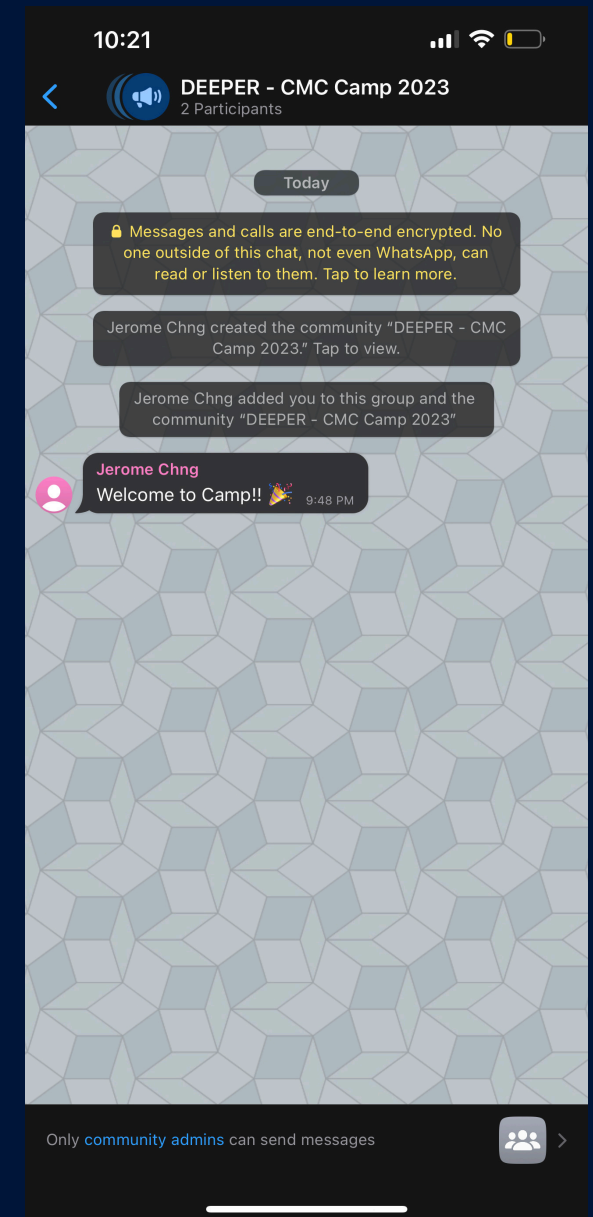 10:21
DEEPER - CMC Camp 2023
2 Participants
Today
Messages and calls are end-to-end encrypted. No
one outside of this chat, not even WhatsApp, can
read or listen to them. Tap to learn more.
Jerome Chng created the community “DEEPER - CMC
Camp 2023.” Tap to view.
Jerome Chng added you to this group and the
community “DEEPER - CMC Camp 2023”
Jerome Chng
Welcome to Camp!! 🎉 9:48 PM
Only community admins can send messages